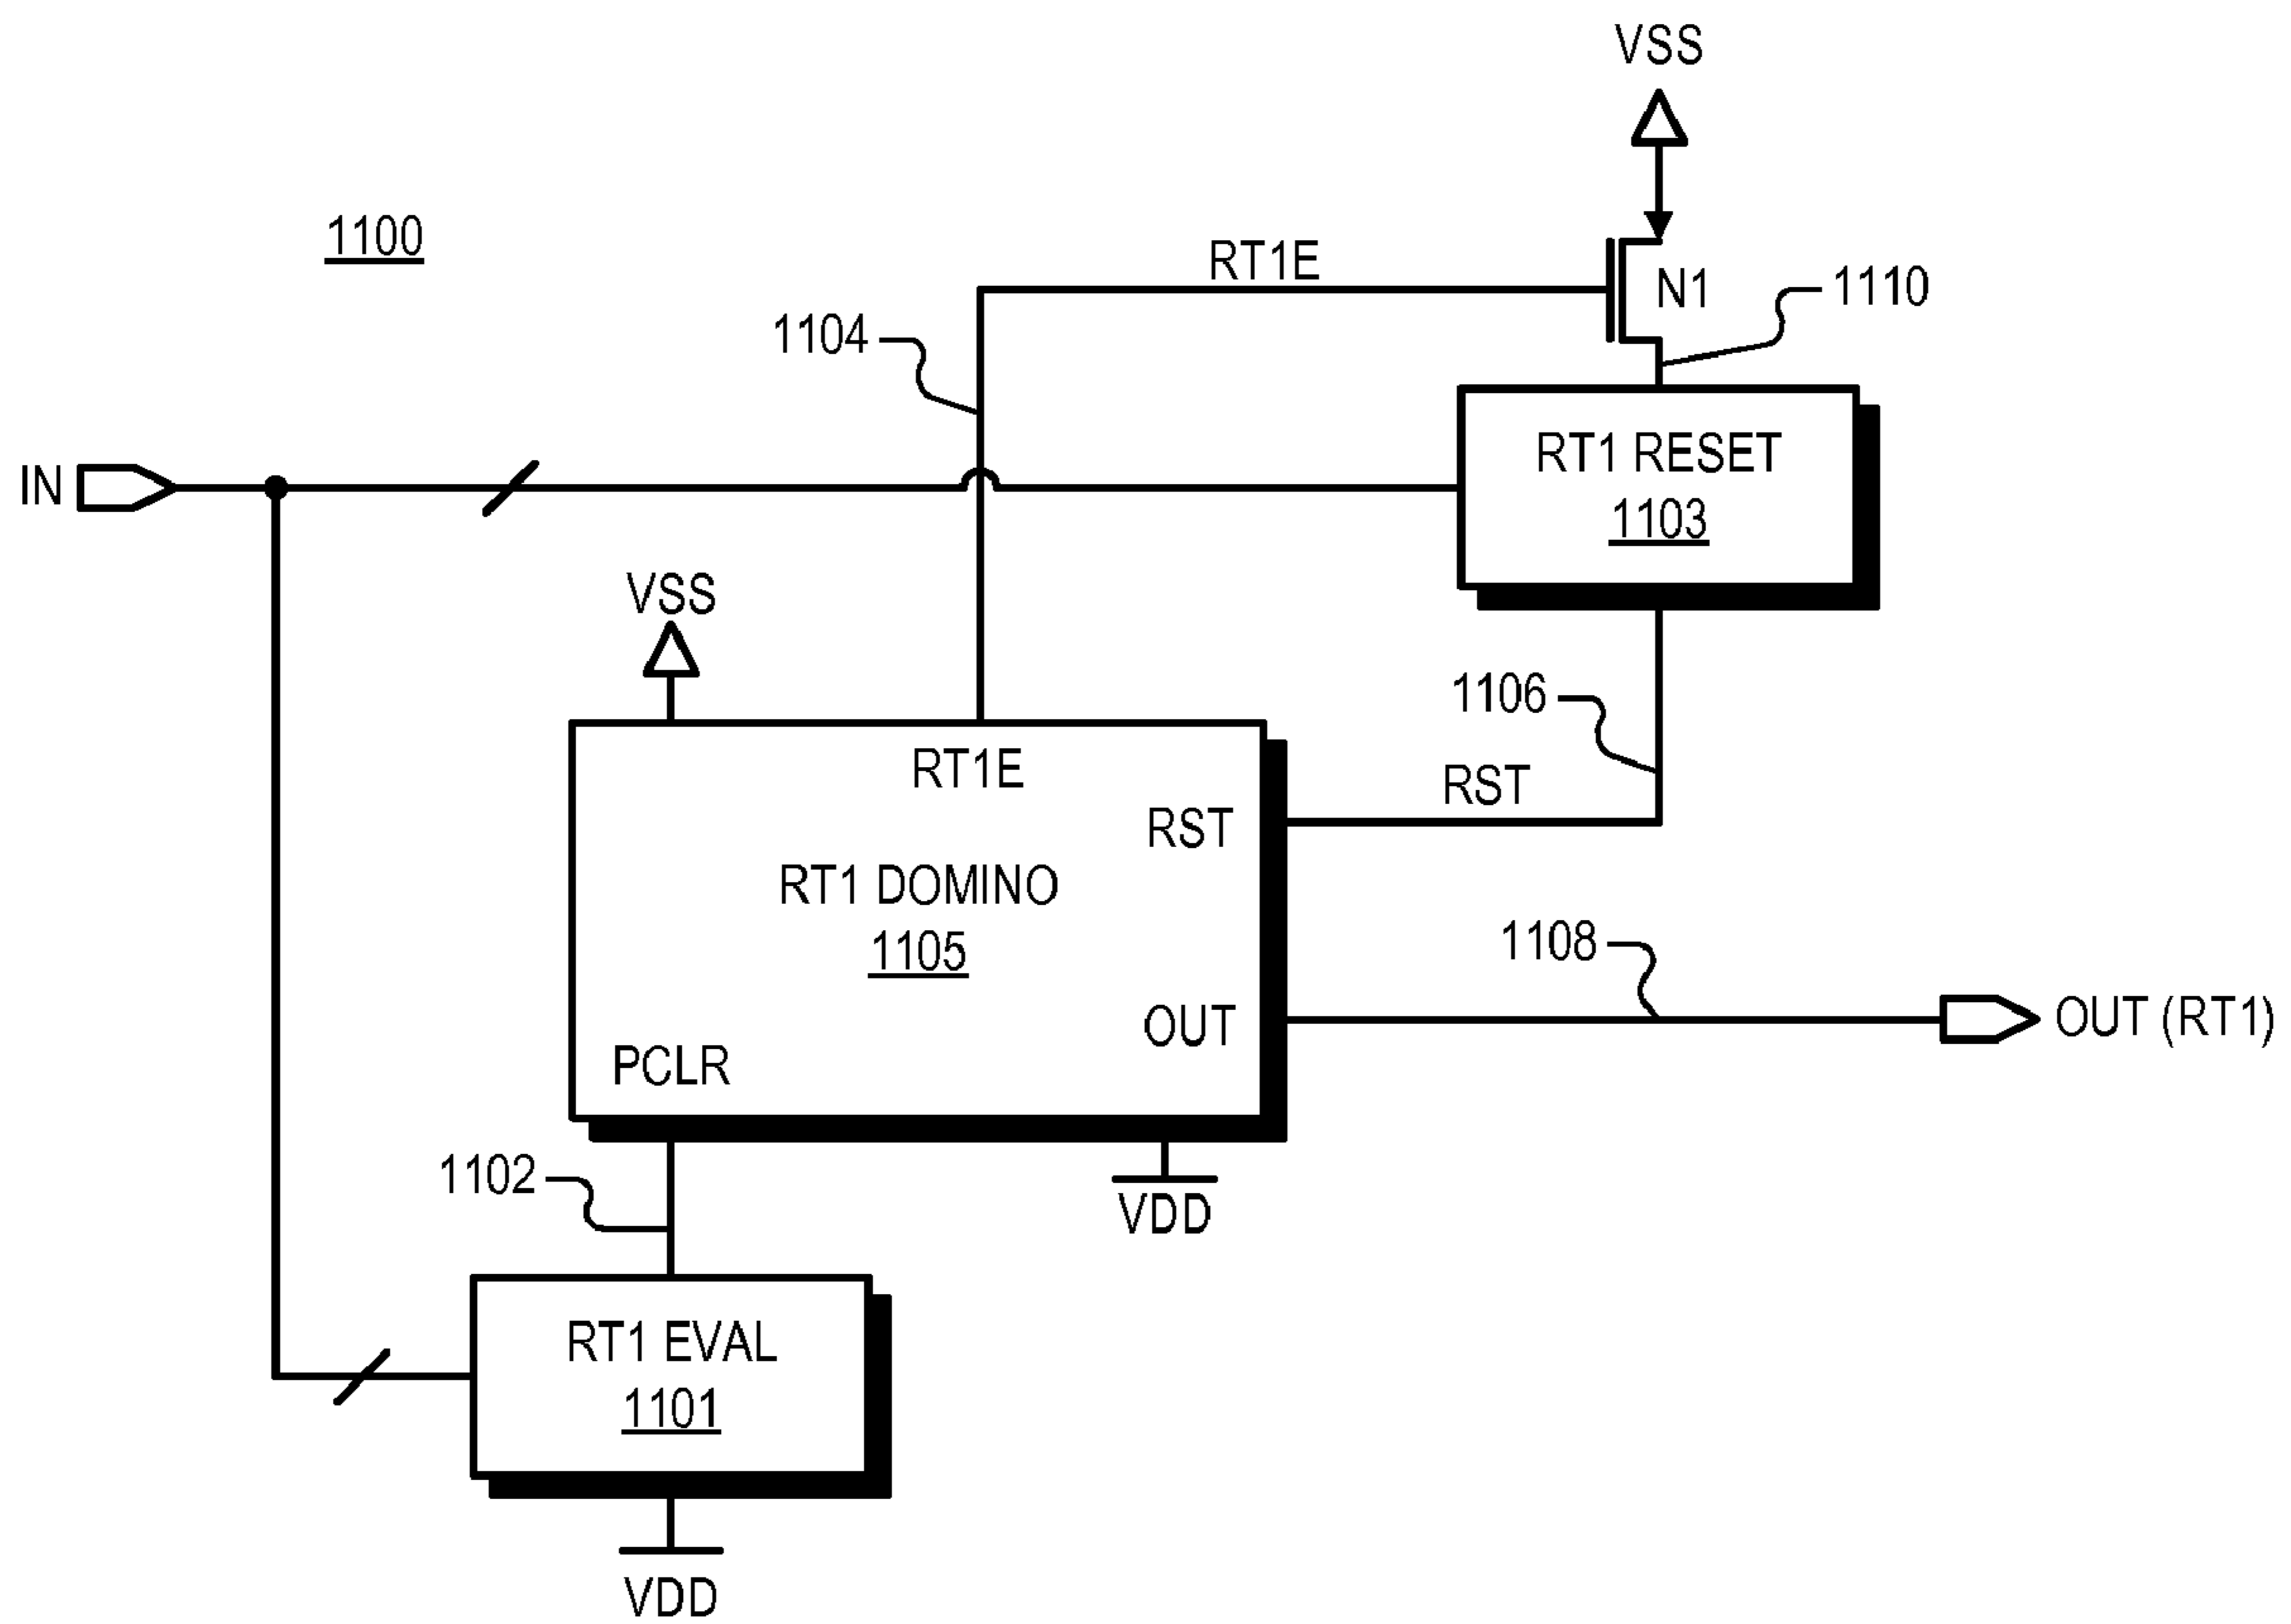 VSS
1100
RT1E
N1
1110
1104
RT1 RESET
1103
IN
VSS
1106
RST
RT1E
RST
RT1 DOMINO
1105
1108
OUT
OUT (RT1)
PCLR
1102
VDD
RT1 EVAL
1101
VDD